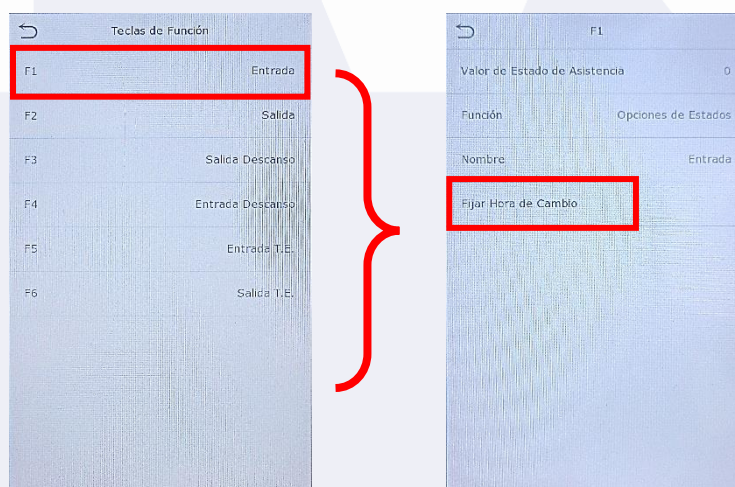 Teclas de Función
F1 Entrada
F2 Salida
F3 Salida Descanso
F4 Entrada Descanso
F5 Entrada T.E.
F6 Salida T.E.
F1
Valor de Estado de Asistencia 0
Función Opciones de Estados
Nombre Entrada
Fijar Hora de Cambio